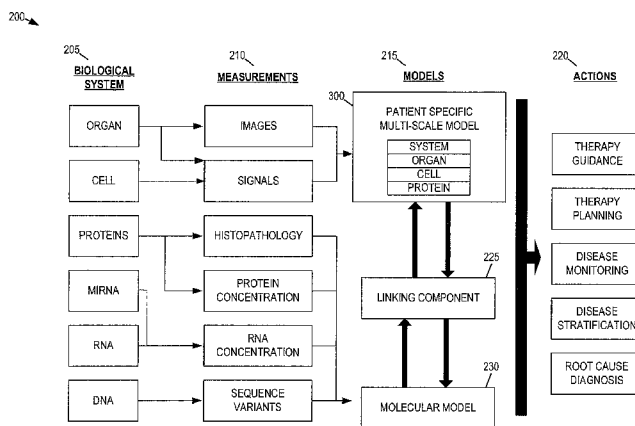 200
205
BIOLOGICAL
SYSTEM
210
MEASUREMENTS
215
MODELS
220
ACTIONS
ORGAN
CELL
PROTEINS
MIRNA
RNA
DNA
IMAGES
SIGNALS
HISTOPATHOLOGY
PROTEIN
CONCENTRATION
RNA
CONCENTRATION
SEQUENCE
VARIANTS
300
PATIENT SPECIFIC
MULTI-SCALE MODEL
SYSTEM
ORGAN
CELL
PROTEIN
225
LINKING COMPONENT
230
MOLECULAR MODEL
THERAPY
GUIDANCE
THERAPY
PLANNING
DISEASE
MONITORING
DISEASE
STRATIFICATION
ROOT CAUSE
DIAGNOSIS